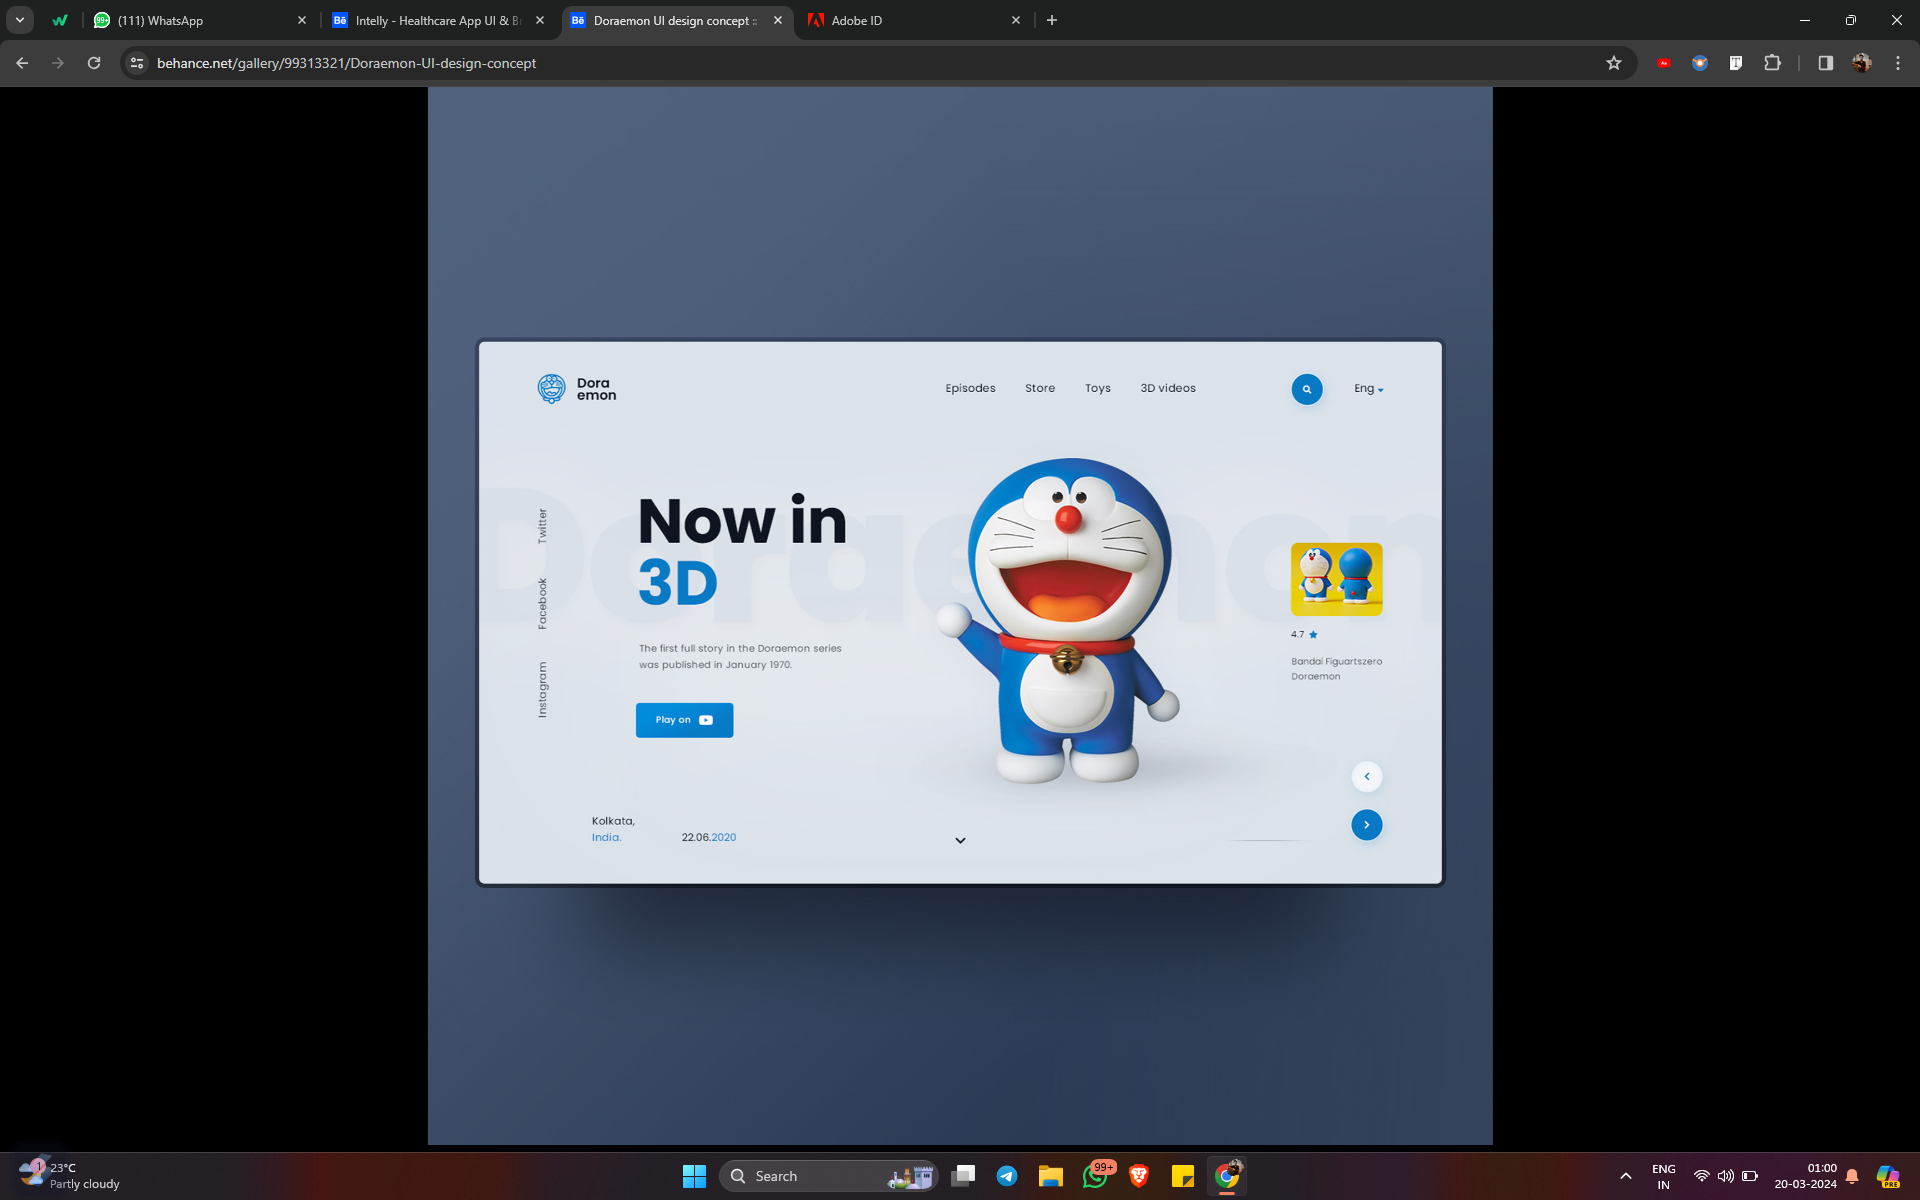 (111) WhatsApp
Intelly - Healthcare App UI & B
Doraemon UI design concept :
Adobe ID
behance.net/gallery/99313321/Doraemon-UI-design-concept
Dora
emon
Episodes Store Toys 3D videos
Eng
Doraemon
Twitter
Facebook
Instagram
Now in
3D
The first full story in the Doraemon series
was published in January 1970.
Play on
4.7
Bandai Figuartszero
Doraemon
Kolkata,
India.
22.06.2020
1
23°C
Partly cloudy
Search
99+
ENG
IN
01:00
20-03-2024
PRE